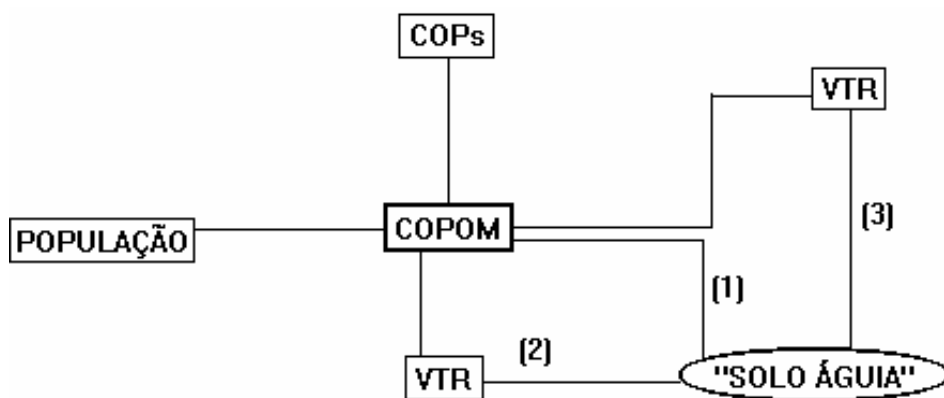 COPs
VTR
POPULAÇÃO
COPOM
(3)
(1)
(2)
VTR
"SOLO ÁGUIA"